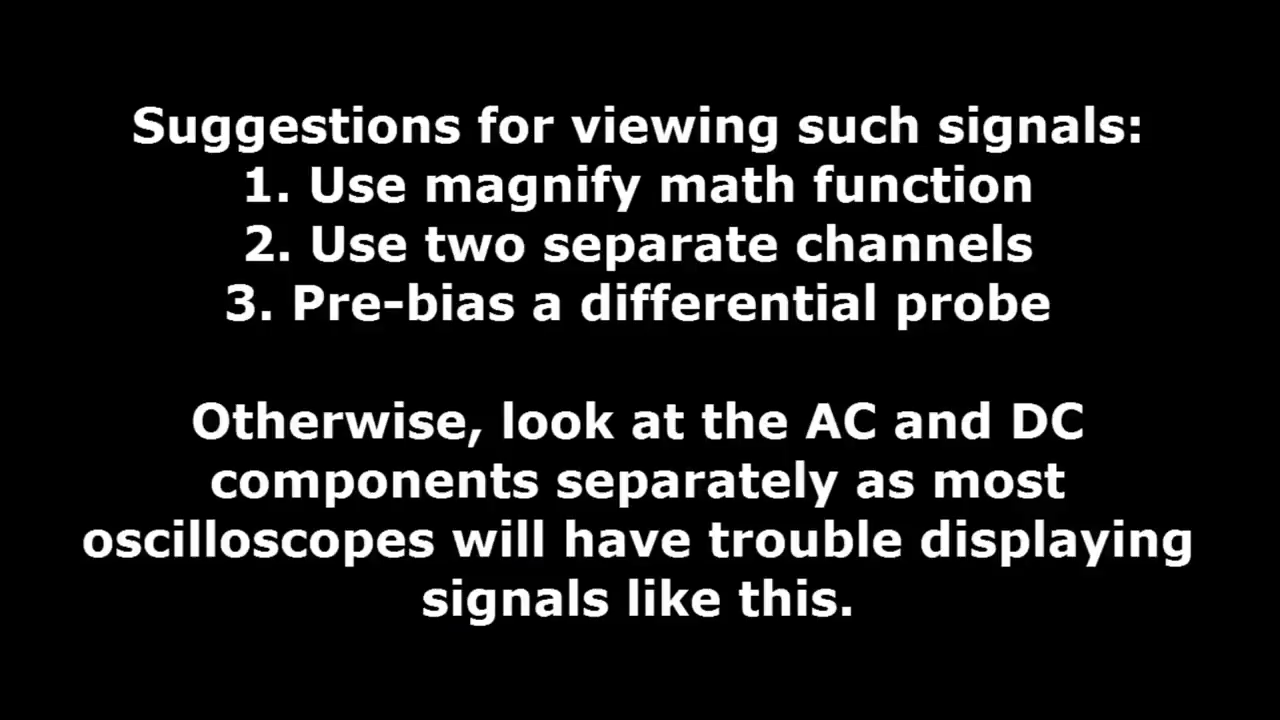 Suggestions for viewing such signals:
1. Use magnify math function
2. Use two separate channels
3. Pre-bias a differential probe
Otherwise, look at the AC and DC
components separately as most
oscilloscopes will have trouble displaying
signals like this.